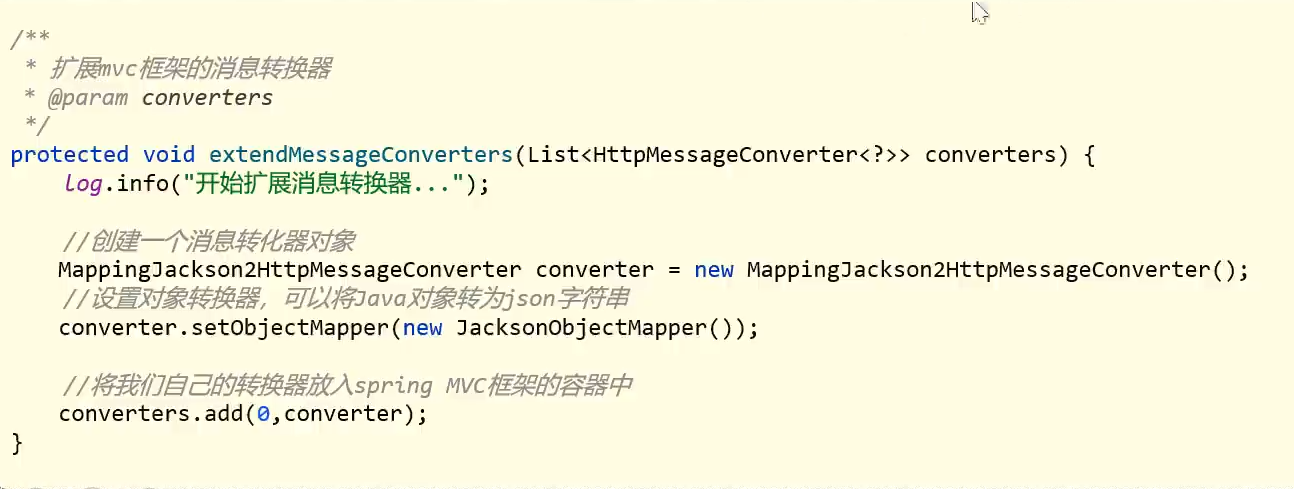 /**
 * 扩展mvc框架的消息转换器
 * @param converters
 */
protected void extendMessageConverters(List<HttpMessageConverter<?>> converters) {
    log.info("开始扩展消息转换器...");
    //创建一个消息转化器对象
    MappingJackson2HttpMessageConverter converter = new MappingJackson2HttpMessageConverter();
    //设置对象转换器，可以将Java对象转为json字符串
    converter.setObjectMapper(new JacksonObjectMapper());
    //将我们自己的转换器放入spring MVC框架的容器中
    converters.add(0,converter);
}